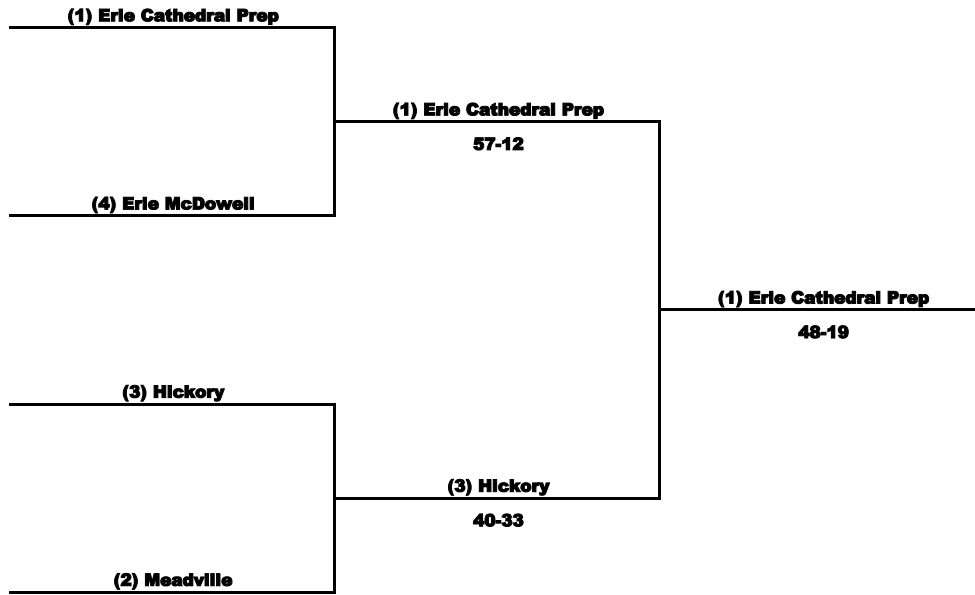 (1) Erie Cathedral Prep
(1) Erie Cathedral Prep
57-12
(4) Erie McDowell
(1) Erie Cathedral Prep
48-19
(3) Hickory
(3) Hickory
40-33
(2) Meadville